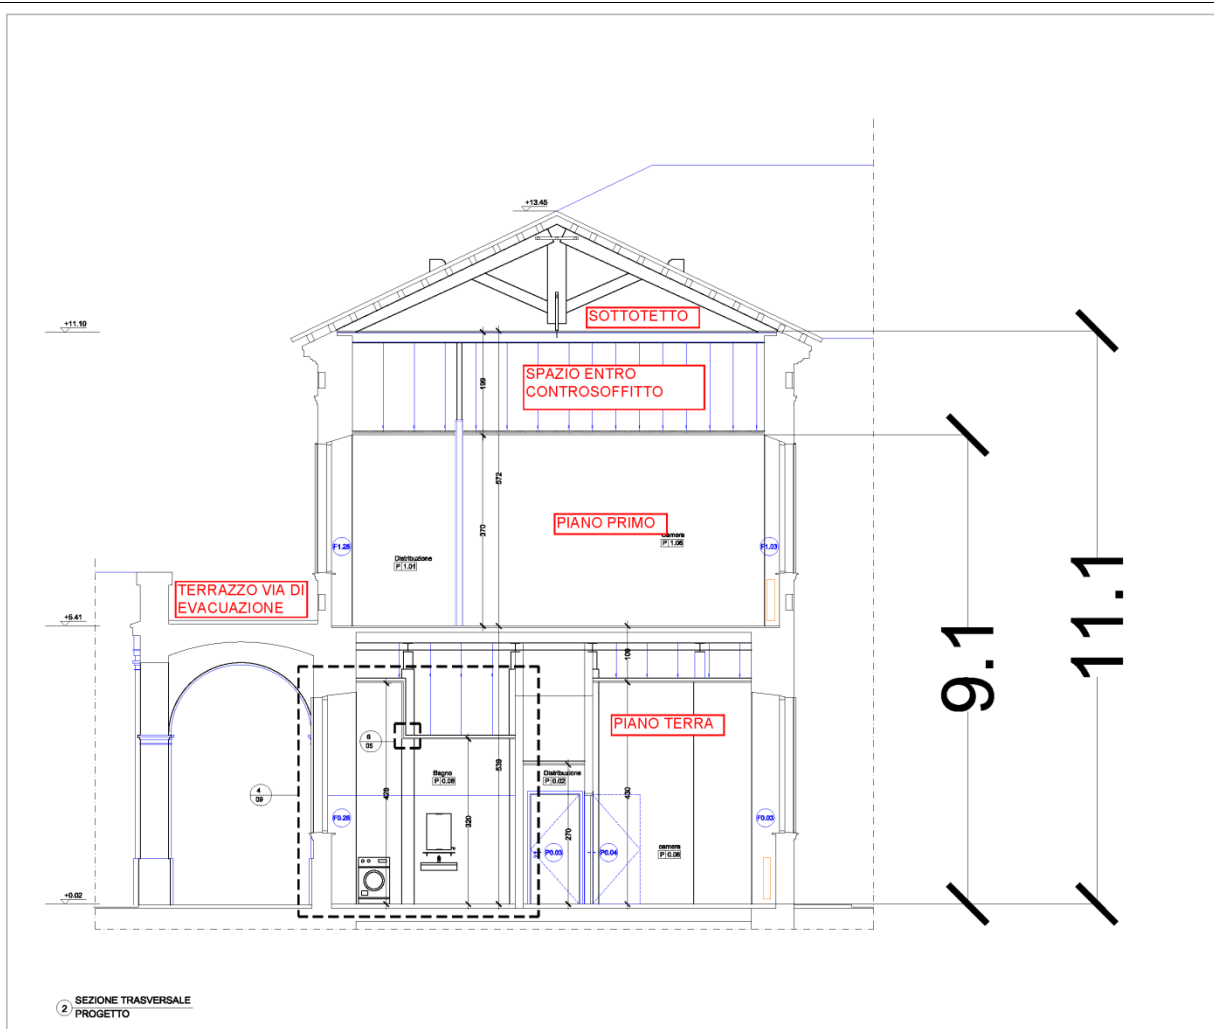 +13.45
SOTTOTETTO
+11.10
SPAZIO ENTRO
CONTROSOFFITTO
199
572
370
PIANO PRIMO
camera
P 1.06
F1.28
F1.03
Distribuzione
P 1.01
TERRAZZO VIA DI
EVACUAZIONE
+5.41
109
9.1
11.1
PIANO TERRA
6
05
Bagno
P 0.08
539
Distribuzione
P 0.02
4
09
428
430
320
270
F0.28
F0.03
P0.03
P0.04
camera
P 0.06
+0.02
2
SEZIONE TRASVERSALE
PROGETTO